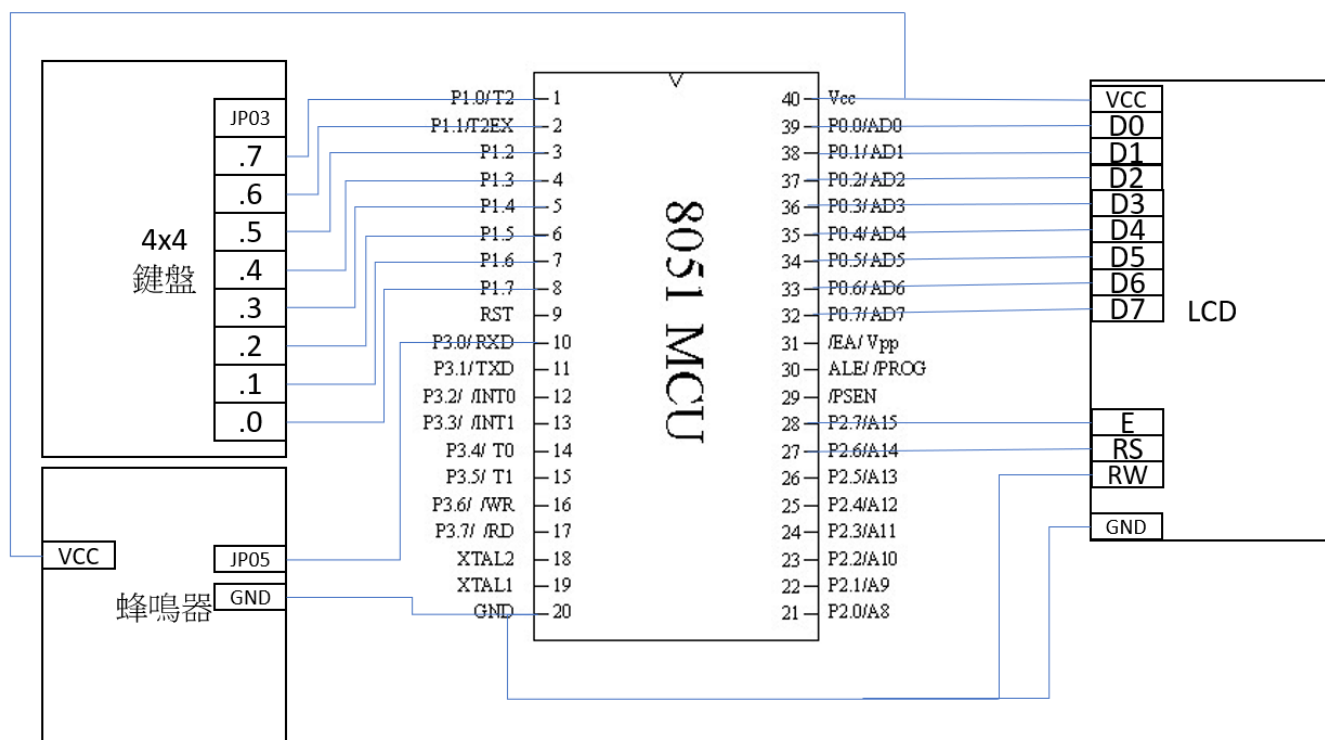 JP03
.7
.6
.5
.4
.3
.2
.1
.0
4x4
鍵盤
VCC
JP05
GND
蜂鳴器
P1.0/ T2
P1.1/T2EX
P1.2
P1.3
P1.4
P1.5
P1.6
P1.7
RST
P3.0/ RXD
P3.1/TXD
P3.2/ /INT0
P3.3/ /INT1
P3.4/ T0
P3.5/ T1
P3.6/ /WR
P3.7/ /RD
XTAL2
XTAL1
GND
1
2
3
4
5
6
7
8
9
10
11
12
13
14
15
16
17
18
19
20
8051 MCU
40
39
38
37
36
35
34
33
32
31
30
29
28
27
26
25
24
23
22
21
Vcc
P0.0/AD0
P0.1/AD1
P0.2/AD2
P0.3/AD3
P0.4/AD4
P0.5/AD5
P0.6/AD6
P0.7/AD7
/EA/ Vpp
ALE/ /PROG
/PSEN
P2.7/A15
P2.6/A14
P2.5/A13
P2.4/A12
P2.3/A11
P2.2/A10
P2.1/A9
P2.0/A8
VCC
D0
D1
D2
D3
D4
D5
D6
D7
LCD
E
RS
RW
GND